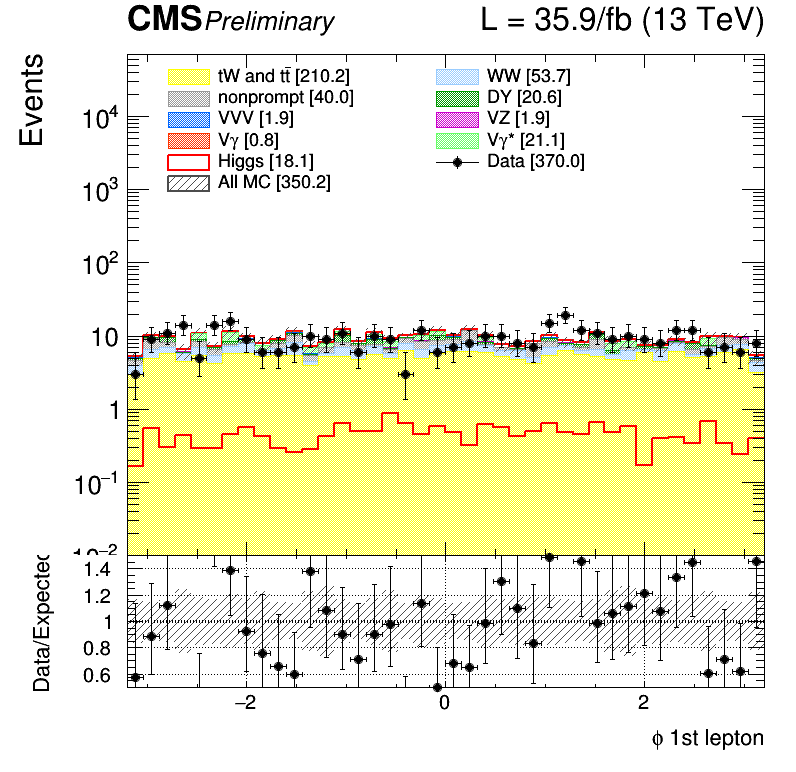 CMS Preliminary L = 35.9/fb (13 TeV)
Events
tW and tt̄ [210.2] WW [53.7]
nonprompt [40.0] DY [20.6]
VVV [1.9] VZ [1.9]
Vγ [0.8] Vγ* [21.1]
Higgs [18.1] Data [370.0]
All MC [350.2]
10⁴
10³
10²
10
1
10⁻¹
10⁻²
Data/Expected
1.4
1.2
1
0.8
0.6
−2 0 2
ϕ 1st lepton